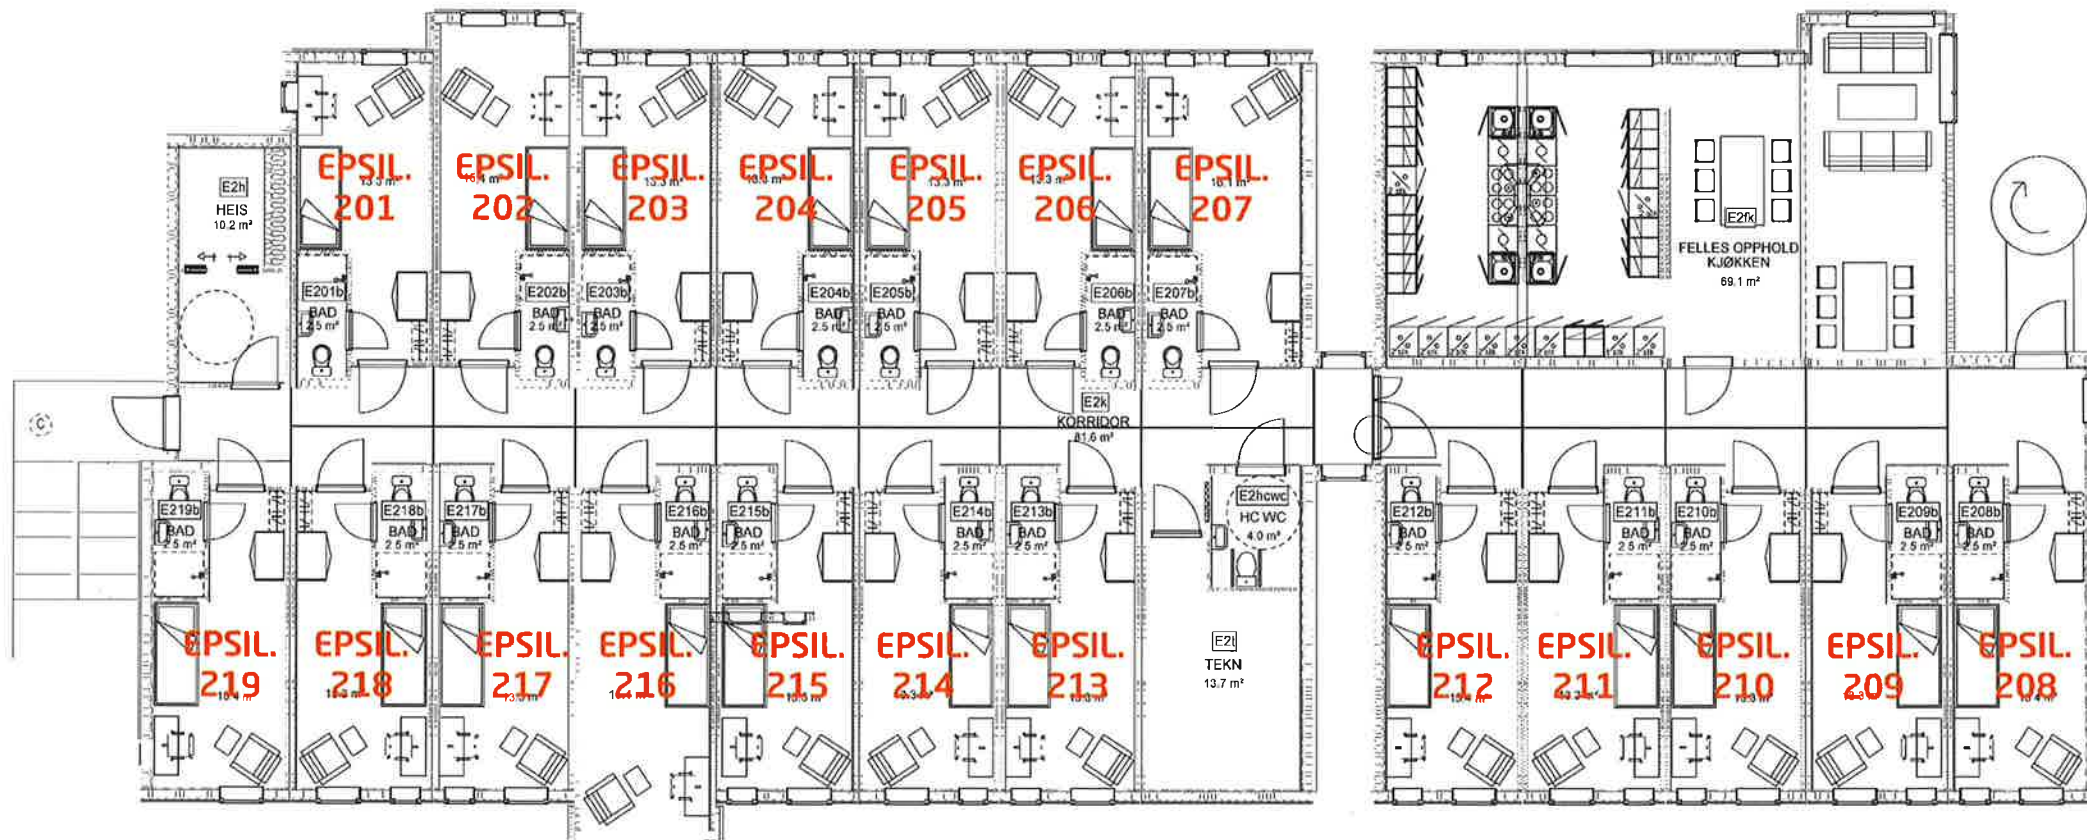 EPSIL.
201
EPSIL.
202
EPSIL.
203
13.3 m²
EPSIL.
204
EPSIL.
205
13.3 m²
EPSIL.
206
EPSIL.
207
E2h
HEIS
10.2 m²
E201b
BAD
2.5 m²
E202b
BAD
2.5 m²
E203b
BAD
2.5 m²
E204b
BAD
2.5 m²
E205b
BAD
2.5 m²
E206b
BAD
2.5 m²
E207b
BAD
2.5 m²
E2fk
FELLES OPPHOLD
KJØKKEN
69.1 m²
E2k
KORRIDOR
81.6 m²
C
E219b
BAD
2.5 m²
E218b
BAD
2.5 m²
E217b
BAD
2.5 m²
E216b
BAD
2.5 m²
E215b
BAD
2.5 m²
E214b
BAD
2.5 m²
E213b
BAD
2.5 m²
E2hcwc
HC WC
4.0 m²
E212b
BAD
2.5 m²
E211b
BAD
2.5 m²
E210b
BAD
2.5 m²
E209b
BAD
2.5 m²
E208b
BAD
2.5 m²
EPSIL.
219
EPSIL.
218
EPSIL.
217
EPSIL.
216
EPSIL.
215
EPSIL.
214
EPSIL.
213
E2t
TEKN
13.7 m²
EPSIL.
212
EPSIL.
211
EPSIL.
210
EPSIL.
209
EPSIL.
208